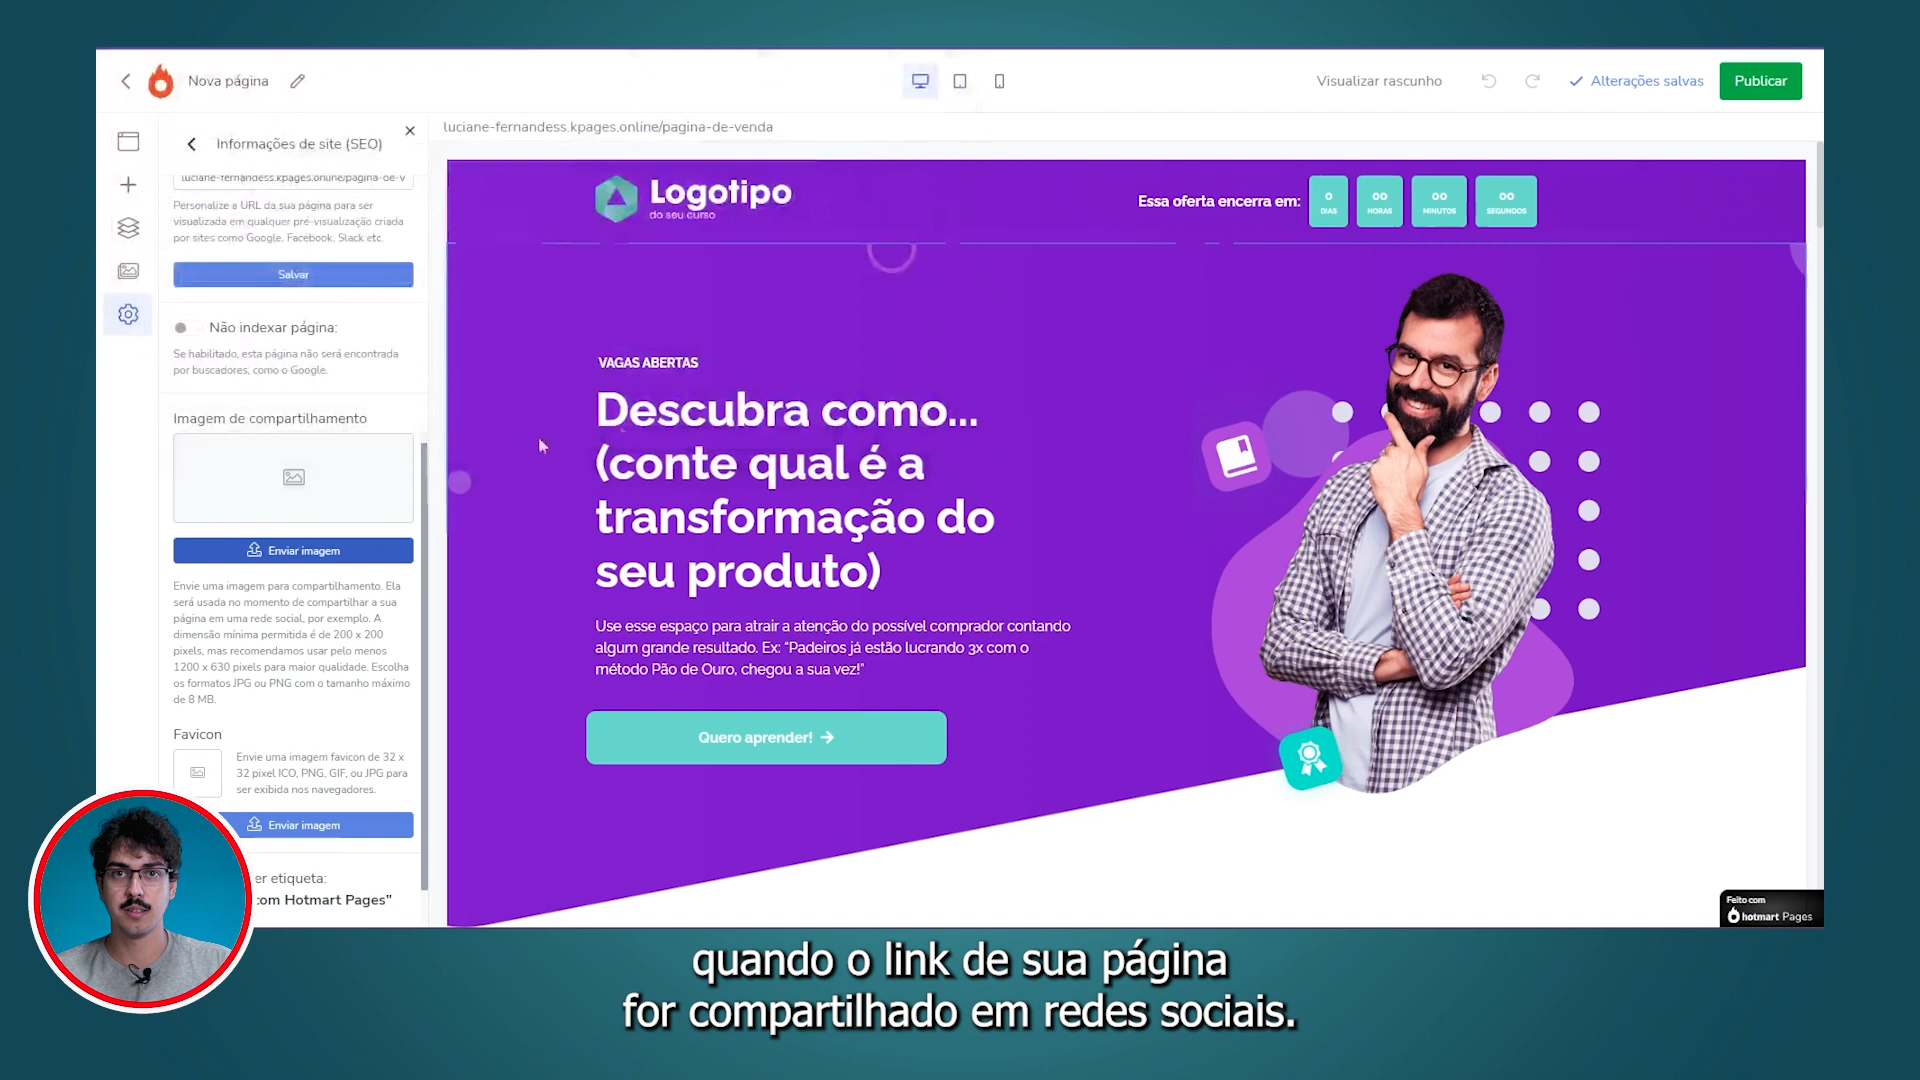 Nova página
Visualizar rascunho
Alterações salvas
Publicar
Informações de site (SEO)
luciane-fernandess.kpages.online/pagina-de-v
Personalize a URL da sua página para ser
visualizada em qualquer pré-visualização criada
por sites como Google, Facebook, Slack etc.
Salvar
Não indexar página:
Se habilitado, esta página não será encontrada
por buscadores, como o Google.
Imagem de compartilhamento
Enviar imagem
Envie uma imagem para compartilhamento. Ela
será usada no momento de compartilhar a sua
página em uma rede social, por exemplo. A
dimensão mínima permitida é de 200 x 200
pixels, mas recomendamos usar pelo menos
1200 x 630 pixels para maior qualidade. Escolha
os formatos JPG ou PNG com o tamanho máximo
de 8 MB.
Favicon
Envie uma imagem favicon de 32 x
32 pixel ICO, PNG, GIF, ou JPG para
ser exibida nos navegadores.
Enviar imagem
er etiqueta:
com Hotmart Pages"
luciane-fernandess.kpages.online/pagina-de-venda
Logotipo
do seu curso
Essa oferta encerra em:
0 00 00 00
DIAS HORAS MINUTOS SEGUNDOS
VAGAS ABERTAS
Descubra como...
(conte qual é a
transformação do
seu produto)
Use esse espaço para atrair a atenção do possível comprador contando
algum grande resultado. Ex: “Padeiros já estão lucrando 3x com o
método Pão de Ouro, chegou a sua vez!”
Quero aprender!
Feito com
hotmart Pages
quando o link de sua página
for compartilhado em redes sociais.